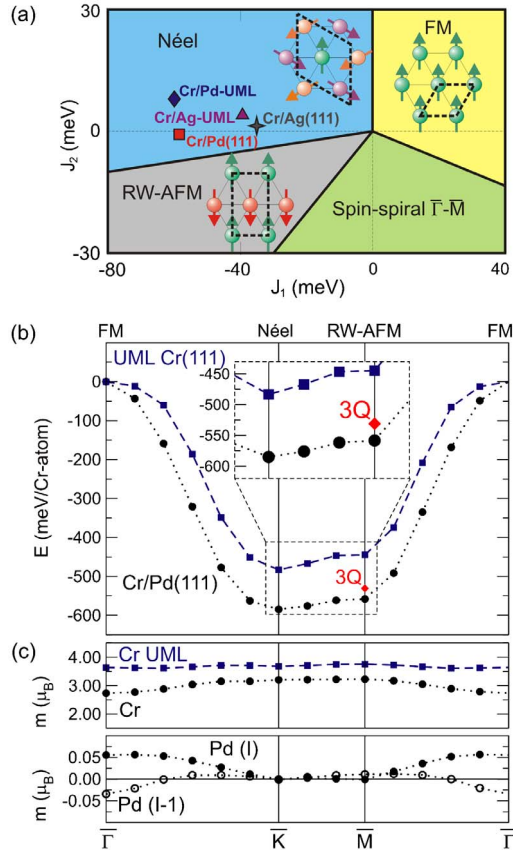 (a)
30
Néel
FM
Cr/Pd-UML
Cr/Ag-UML
Cr/Ag(111)
Cr/Pd(111)
J₂ (meV)
0
RW-AFM
Spin-spiral Γ̅-M̅
-30
-80
-40
0
40
J₁ (meV)
(b)
FM
Néel
RW-AFM
FM
UML Cr(111)
0
-100
-200
-300
-400
-500
-600
E (meV/Cr-atom)
-450
-500
-550
-600
3Q
3Q
Cr/Pd(111)
(c)
4.00
3.00
2.00
m (μB)
Cr UML
Cr
0.05
0.00
-0.05
m (μB)
Pd (I)
Pd (I-1)
Γ̅
K̅
M̅
Γ̅